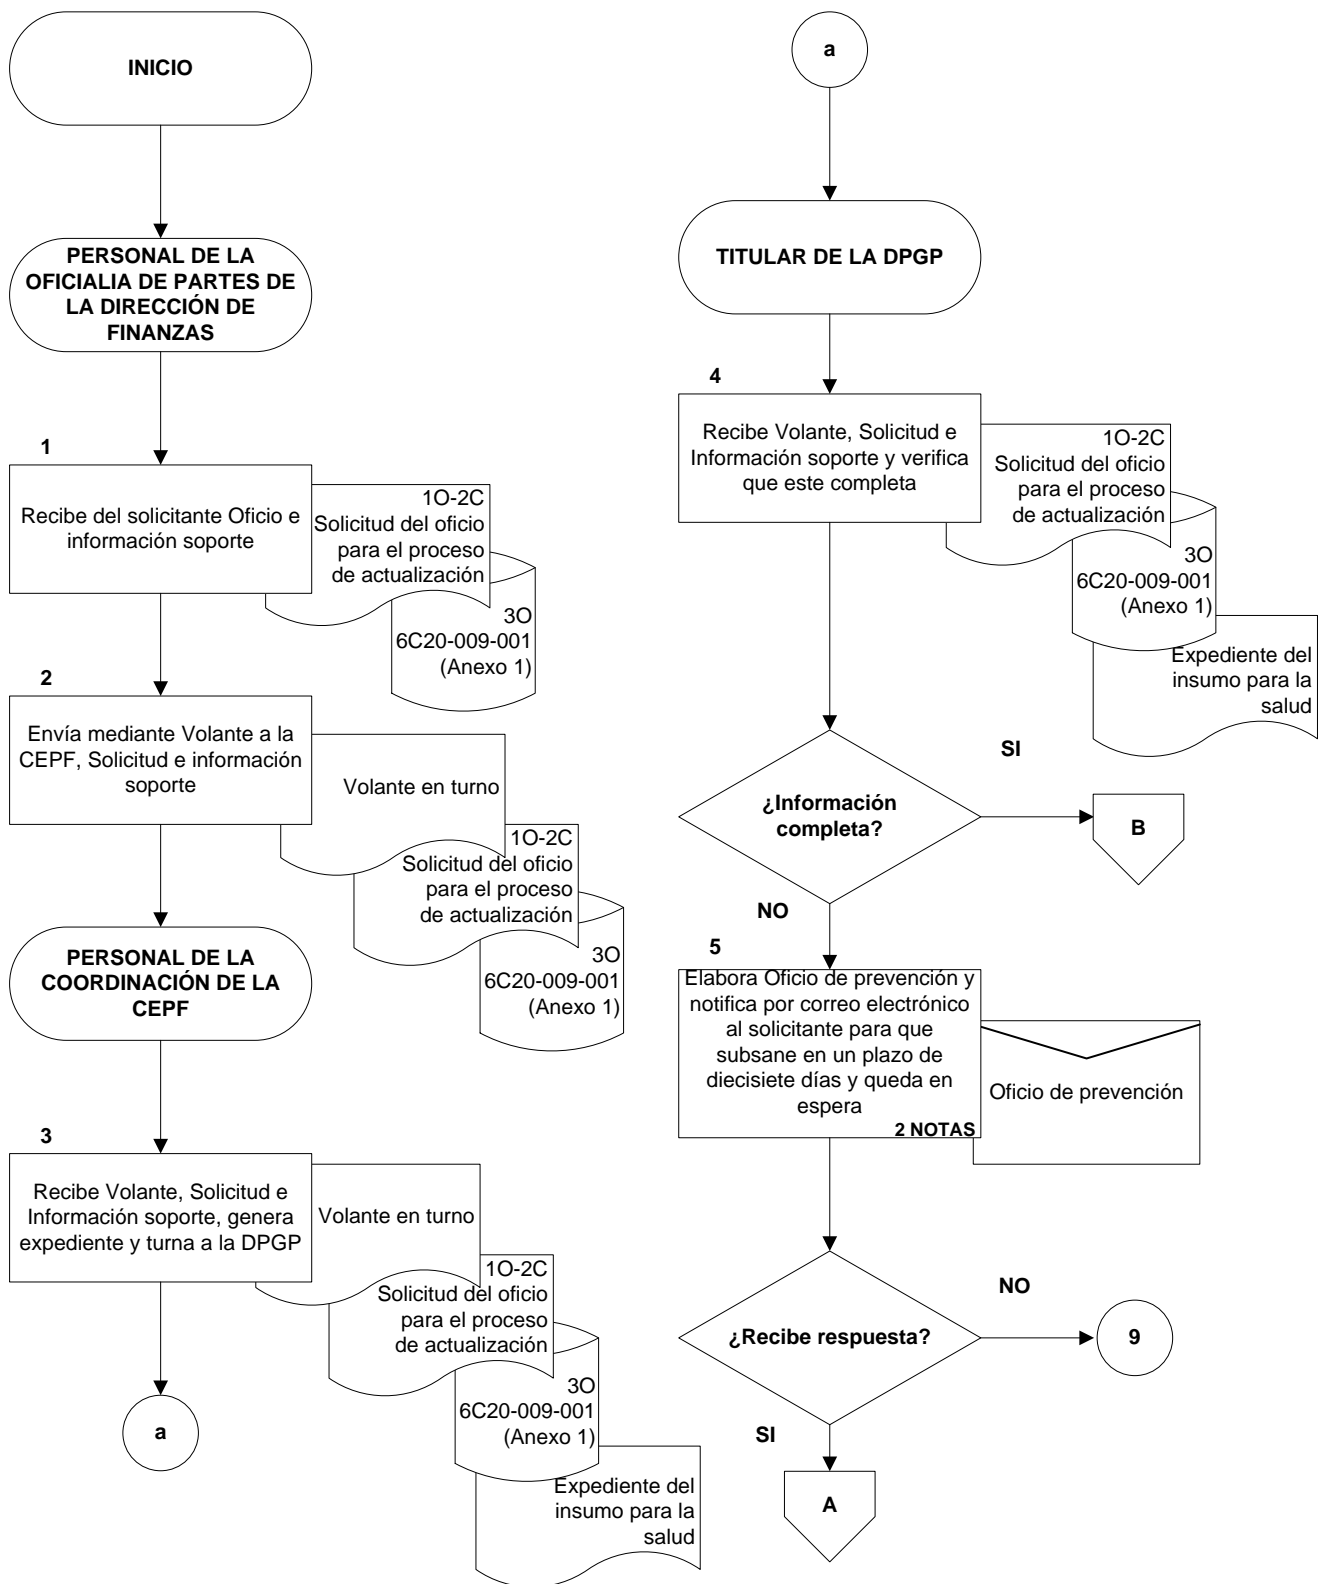 INICIO
PERSONAL DE LA
OFICIALIA DE PARTES DE
LA DIRECCIÓN DE
FINANZAS
1
Recibe del solicitante Oficio e
información soporte
1O-2C
Solicitud del oficio
para el proceso
de actualización
3O
6C20-009-001
(Anexo 1)
2
Envía mediante Volante a la
CEPF, Solicitud e información
soporte
Volante en turno
1O-2C
Solicitud del oficio
para el proceso
de actualización
3O
6C20-009-001
(Anexo 1)
PERSONAL DE LA
COORDINACIÓN DE LA
CEPF
3
Recibe Volante, Solicitud e
Información soporte, genera
expediente y turna a la DPGP
Volante en turno
1O-2C
Solicitud del oficio
para el proceso
de actualización
3O
6C20-009-001
(Anexo 1)
Expediente del
insumo para la
salud
a
a
TITULAR DE LA DPGP
4
Recibe Volante, Solicitud e
Información soporte y verifica
que este completa
1O-2C
Solicitud del oficio
para el proceso
de actualización
3O
6C20-009-001
(Anexo 1)
Expediente del
insumo para la
salud
¿Información
completa?
SI
B
NO
5
Elabora Oficio de prevención y
notifica por correo electrónico
al solicitante para que
subsane en un plazo de
diecisiete días y queda en
espera
2 NOTAS
Oficio de prevención
¿Recibe respuesta?
NO
9
SI
A